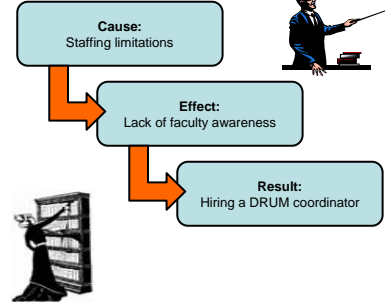 Cause:
Staffing limitations
Effect:
Lack of faculty awareness
Result:
Hiring a DRUM coordinator